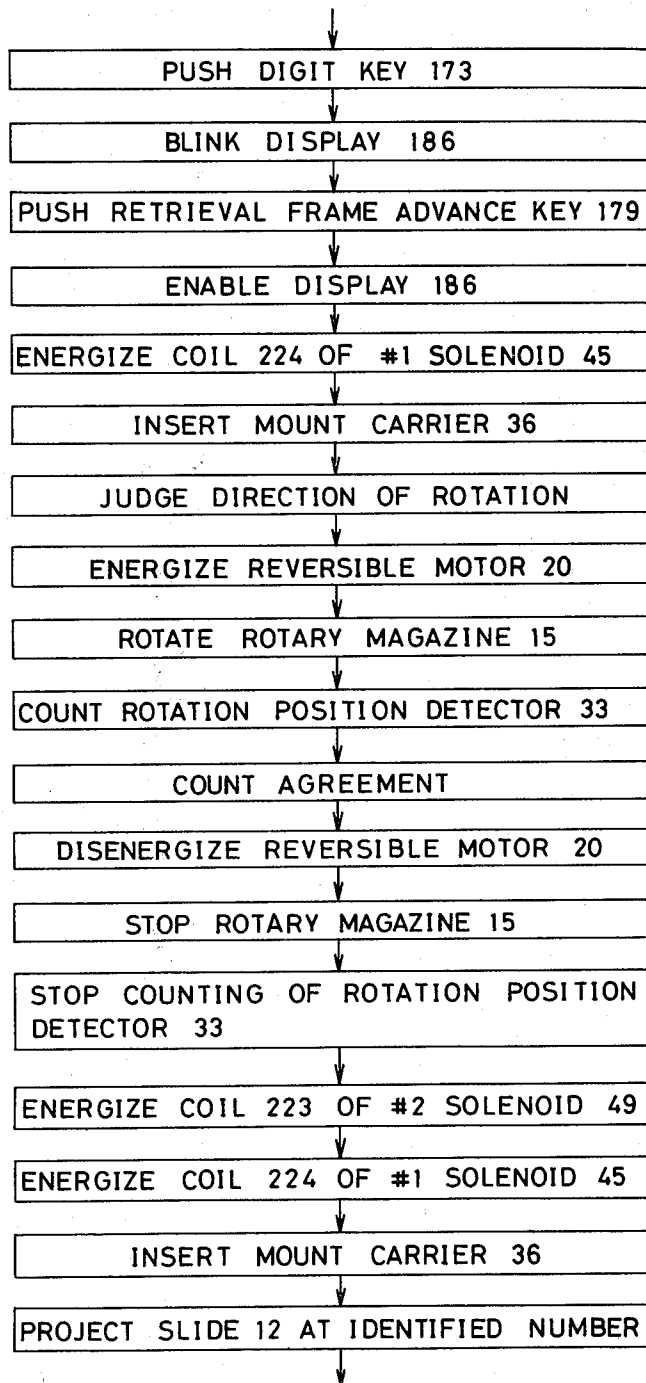 PUSH DIGIT KEY 173
BLINK DISPLAY 186
PUSH RETRIEVAL FRAME ADVANCE KEY 179
ENABLE DISPLAY 186
ENERGIZE COIL 224 OF #1 SOLENOID 45
INSERT MOUNT CARRIER 36
JUDGE DIRECTION OF ROTATION
ENERGIZE REVERSIBLE MOTOR 20
ROTATE ROTARY MAGAZINE 15
COUNT ROTATION POSITION DETECTOR 33
COUNT AGREEMENT
DISENERGIZE REVERSIBLE MOTOR 20
STOP ROTARY MAGAZINE 15
STOP COUNTING OF ROTATION POSITION
DETECTOR 33
ENERGIZE COIL 223 OF #2 SOLENOID 49
ENERGIZE COIL 224 OF #1 SOLENOID 45
INSERT MOUNT CARRIER 36
PROJECT SLIDE 12 AT IDENTIFIED NUMBER